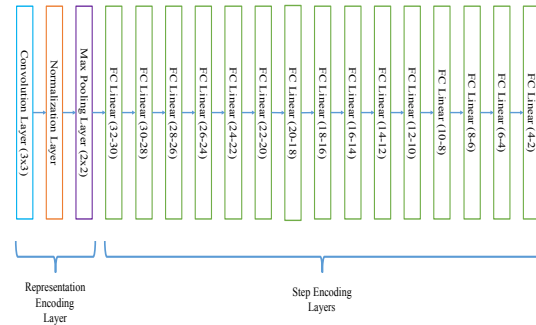 Convolution Layer (3x3)
Normalization Layer
Max Pooling Layer (2x2)
FC Linear (32-30)
FC Linear (30-28)
FC Linear (28-26)
FC Linear (26-24)
FC Linear (24-22)
FC Linear (22-20)
FC Linear (20-18)
FC Linear (18-16)
FC Linear (16-14)
FC Linear (14-12)
FC Linear (12-10)
FC Linear (10-8)
FC Linear (8-6)
FC Linear (6-4)
FC Linear (4-2)
Representation
Encoding
Layer
Step Encoding
Layers